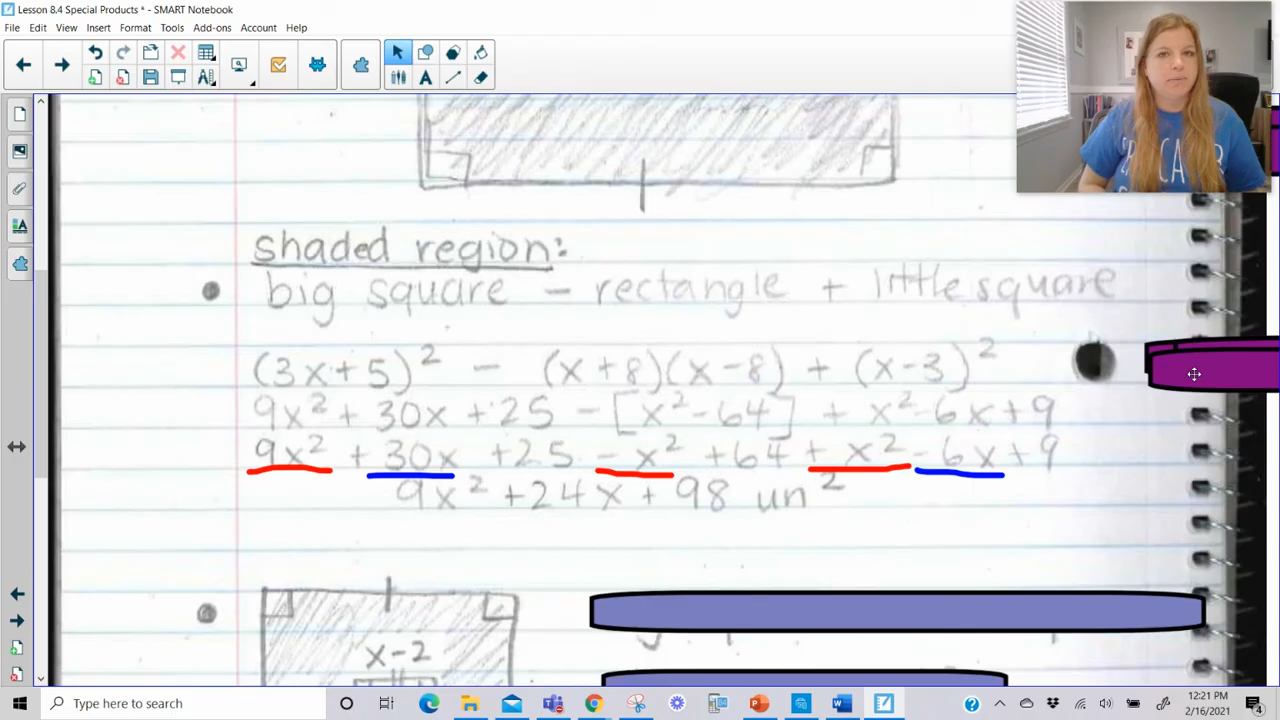 Lesson 8.4 Special Products * - SMART Notebook
File Edit View Insert Format Tools Add-ons Account Help
shaded region:
big square - rectangle + little square
(3x+5)² - (x+8)(x-8) + (x-3)²
9x² + 30x +25 - [x²-64] + x²-6x+9
9x² + 30x +25 - x² +64 + x² -6x+9
9x² +24x + 98 un²
x-2
Type here to search
12:21 PM
2/16/2021
4